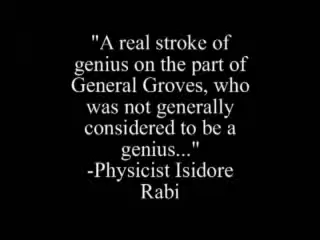 "A real stroke of
genius on the part of
General Groves, who
was not generally
considered to be a
genius..."
-Physicist Isidore
Rabi